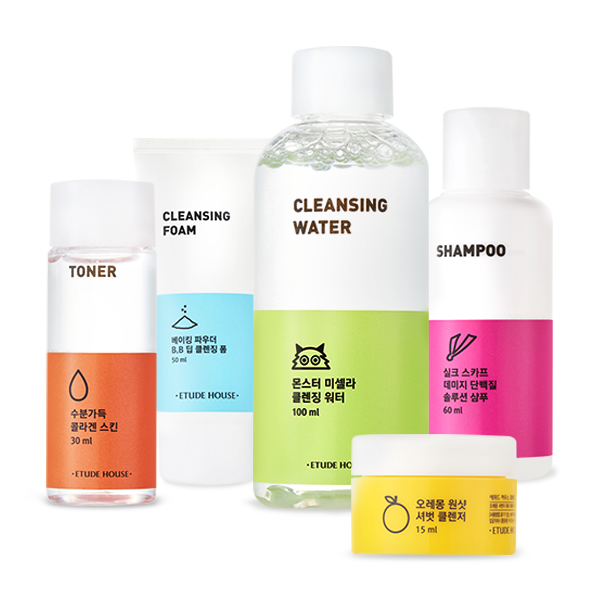 TONER
수분가득
콜라겐 스킨
30 ml
·ETUDE HOUSE·
CLEANSING
FOAM
베이킹 파우더
B.B 딥 클렌징 폼
50 ml
·ETUDE HOUSE·
CLEANSING
WATER
몬스터 미셀라
클렌징 워터
100 ml
·ETUDE HOUSE
SHAMPOO
실크 스카프
데미지 단백질
솔루션 샴푸
60 ml
오레몽 원샷
셔벗 클렌저
15 ml
·ETUDE HOU